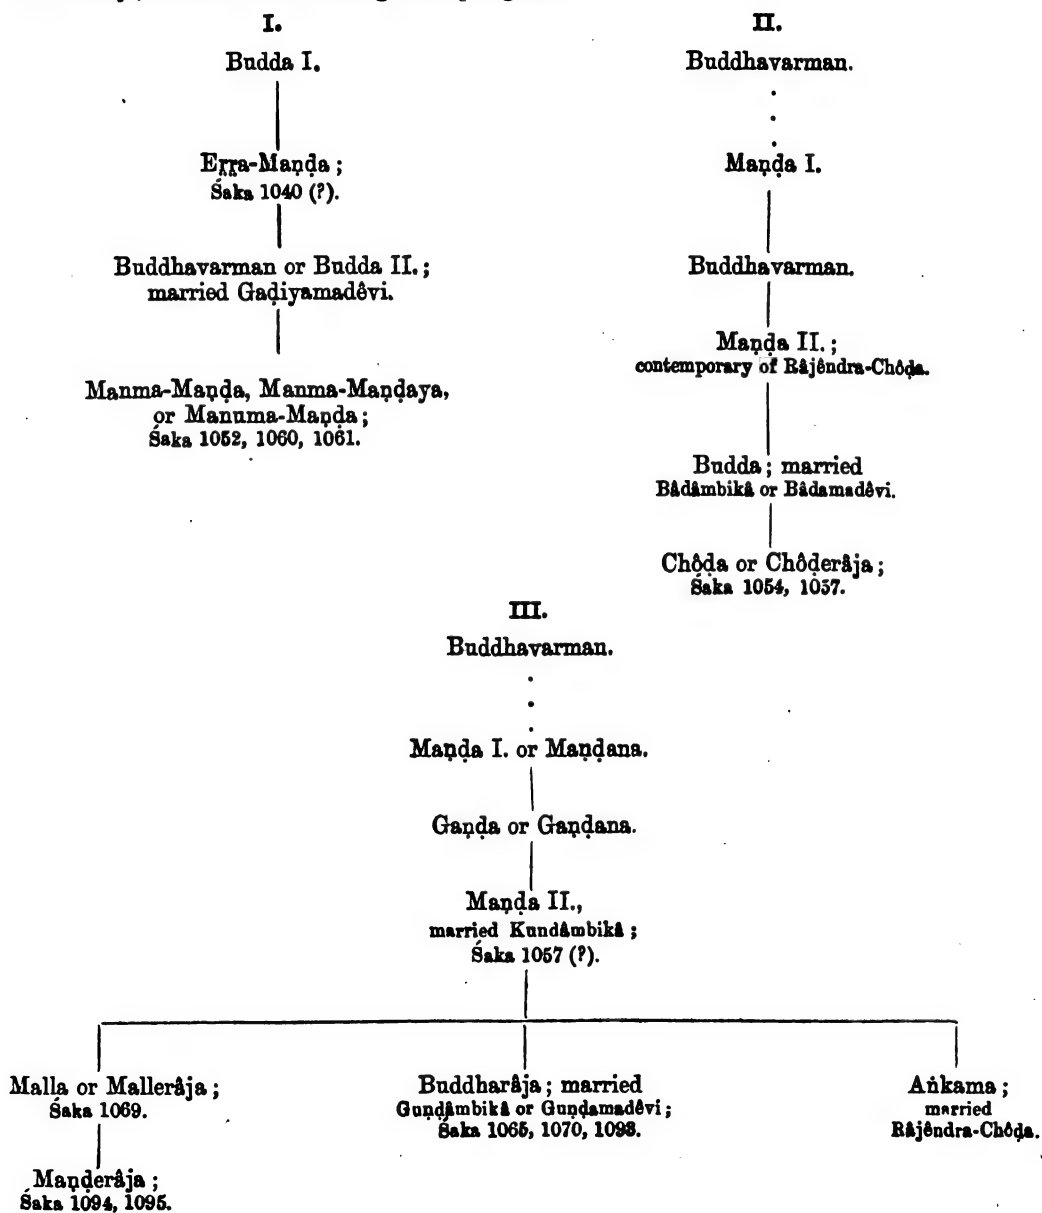 I.
Budda I.
Eṟṟa-Maṇḍa;
Śaka 1040 (?).
Buddhavarman or Budda II.;
married Gaḍiyamadêvi.
Manma-Maṇḍa, Manma-Maṇḍaya,
or Manuma-Maṇḍa;
Śaka 1052, 1060, 1061.
II.
Buddhavarman.
Maṇḍa I.
Buddhavarman.
Maṇḍa II.;
contemporary of Râjêndra-Chôḍa.
Budda; married
Bâdâmbikâ or Bâdamadêvi.
Chôḍa or Chôḍerâja;
Śaka 1054, 1057.
III.
Buddhavarman.
Maṇḍa I. or Maṇḍana.
Gaṇḍa or Gaṇḍana.
Maṇḍa II.,
married Kundâmbikâ;
Śaka 1057 (?).
Malla or Mallerâja;
Śaka 1069.
Maṇḍerâja;
Śaka 1094, 1095.
Buddharâja; married
Guṇḍâmbikâ or Guṇḍamadêvi;
Śaka 1065, 1070, 1093.
Aṅkama;
married
Râjêndra-Chôḍa.